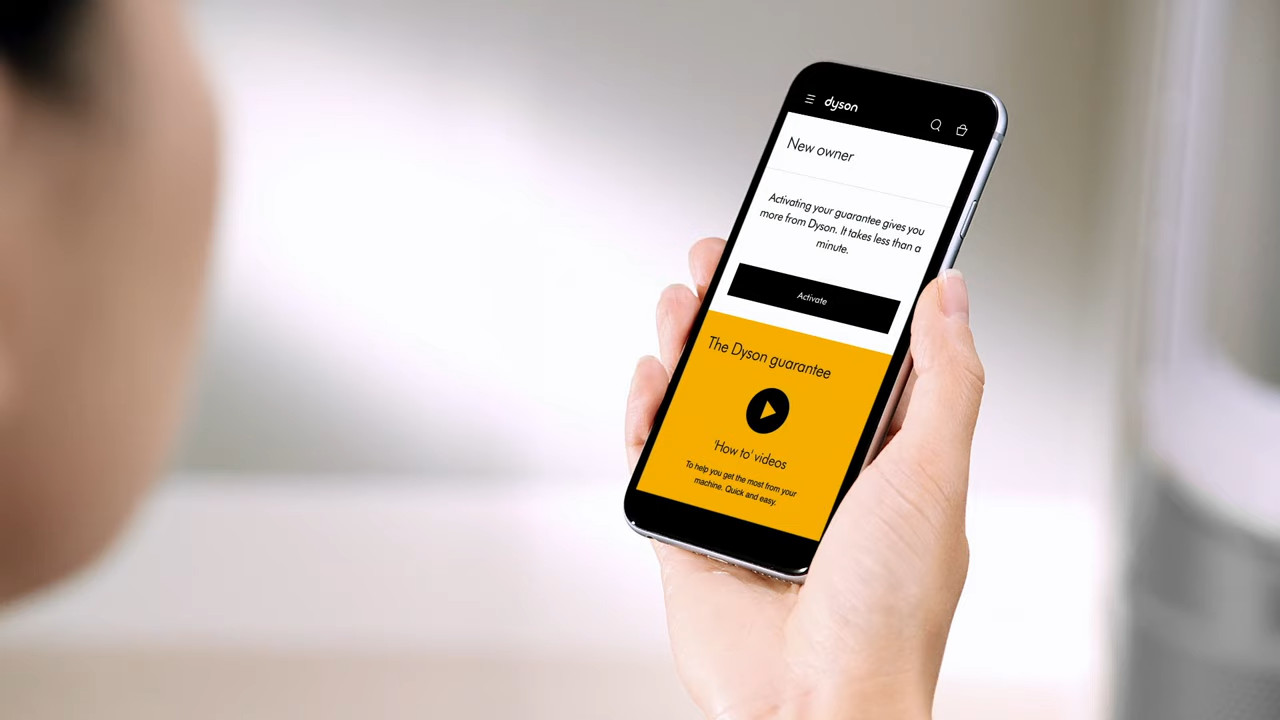 dyson
New owner
Activating your guarantee gives you
more from Dyson. It takes less than a
minute.
Activate
The Dyson guarantee
'How to' videos
To help you get the most from your
machine. Quick and easy.